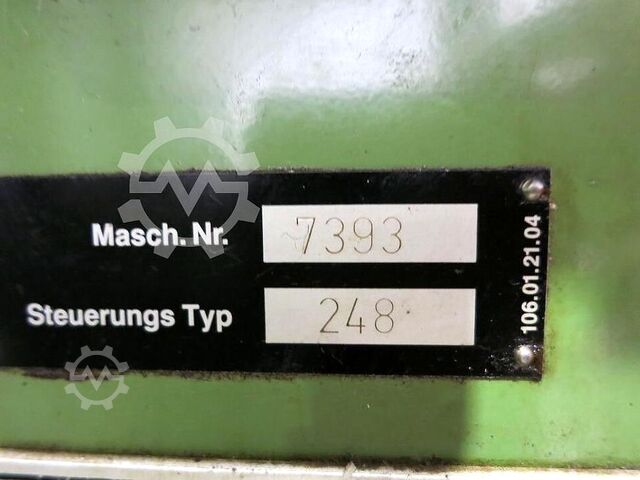 Masch. Nr. 7393
Steuerungs Typ 248
106.01.21.04